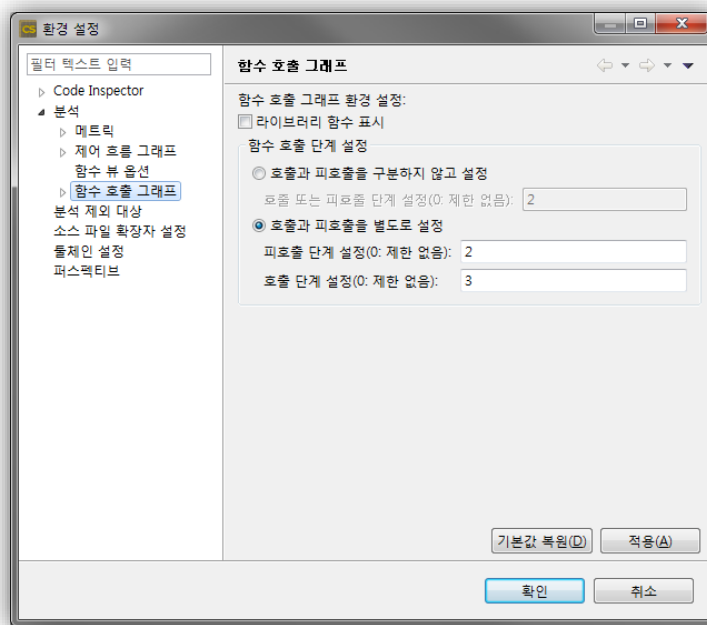 CS 환경 설정
필터 텍스트 입력
Code Inspector
분석
메트릭
제어 흐름 그래프
함수 뷰 옵션
함수 호출 그래프
분석 제외 대상
소스 파일 확장자 설정
툴체인 설정
퍼스펙티브
함수 호출 그래프
함수 호출 그래프 환경 설정:
라이브러리 함수 표시
함수 호출 단계 설정
호출과 피호출을 구분하지 않고 설정
호출 또는 피호출 단계 설정(0: 제한 없음): 2
호출과 피호출을 별도로 설정
피호출 단계 설정(0: 제한 없음): 2
호출 단계 설정(0: 제한 없음): 3
기본값 복원(D) 적용(A)
확인 취소